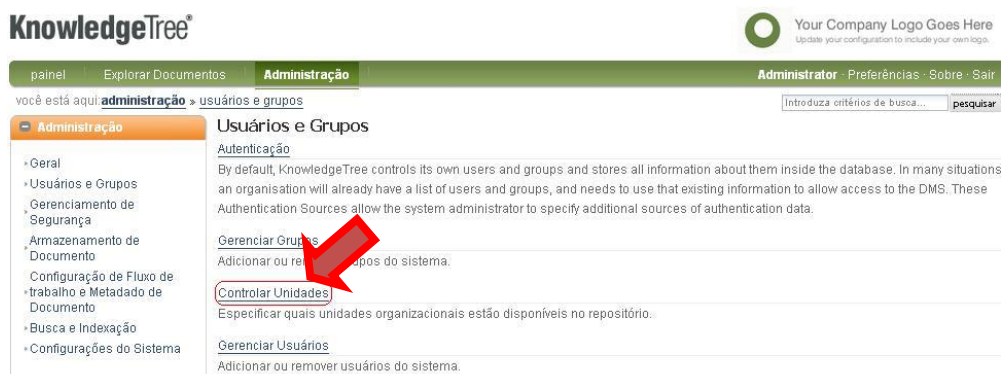 KnowledgeTree®
Your Company Logo Goes Here
Update your configuration to include your own logo.
painel Explorar Documentos Administração Administrator · Preferências · Sobre · Sair
você está aqui: administração » usuários e grupos
Introduza critérios de busca... pesquisar
Administração
Usuários e Grupos
Autenticação
By default, KnowledgeTree controls its own users and groups and stores all information about them inside the database. In many situations
an organisation will already have a list of users and groups, and needs to use that existing information to allow access to the DMS. These
Authentication Sources allow the system administrator to specify additional sources of authentication data.
Geral
Usuários e Grupos
Gerenciamento de
Segurança
Armazenamento de
Documento
Configuração de Fluxo de
trabalho e Metadado de
Documento
Busca e Indexação
Configurações do Sistema
Gerenciar Grupos
Adicionar ou do sistema.
Controlar Unidades
Especificar quais unidades organizacionais estão disponíveis no repositório.
Gerenciar Usuários
Adicionar ou remover usuários do sistema.